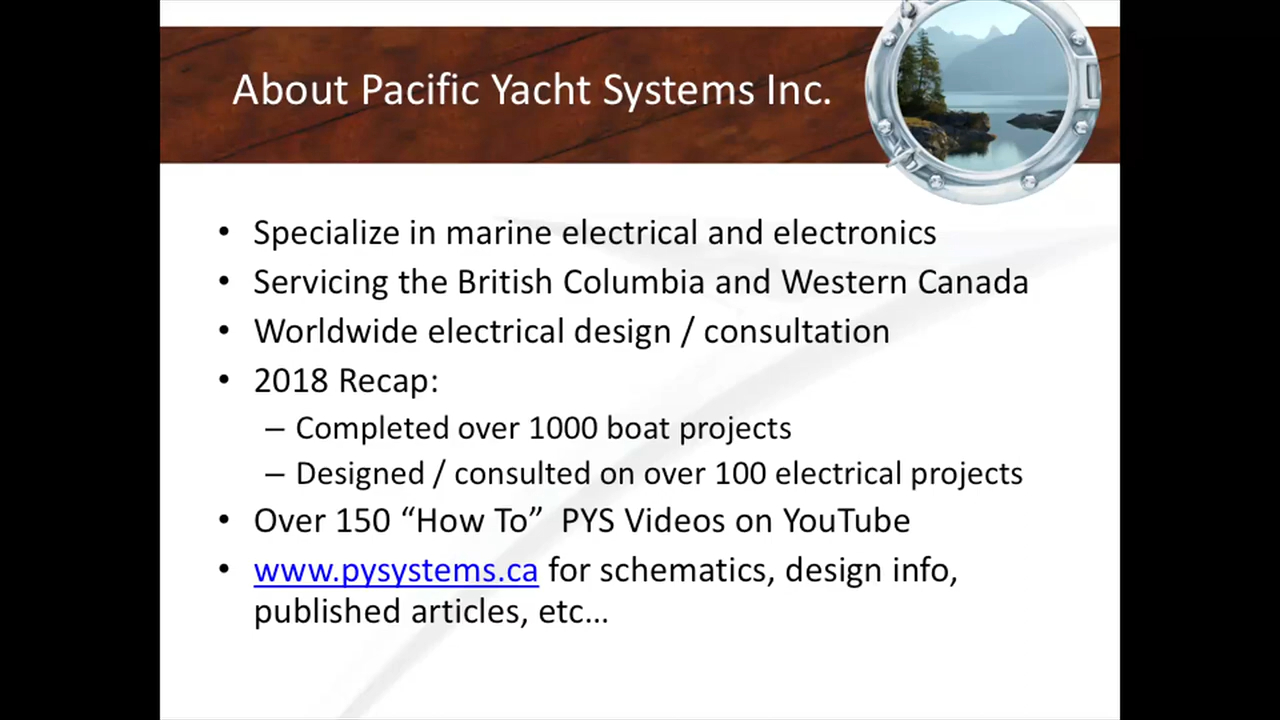 About Pacific Yacht Systems Inc.
• Specialize in marine electrical and electronics
• Servicing the British Columbia and Western Canada
• Worldwide electrical design / consultation
• 2018 Recap:
– Completed over 1000 boat projects
– Designed / consulted on over 100 electrical projects
• Over 150 “How To”  PYS Videos on YouTube
• www.pysystems.ca for schematics, design info,
published articles, etc…